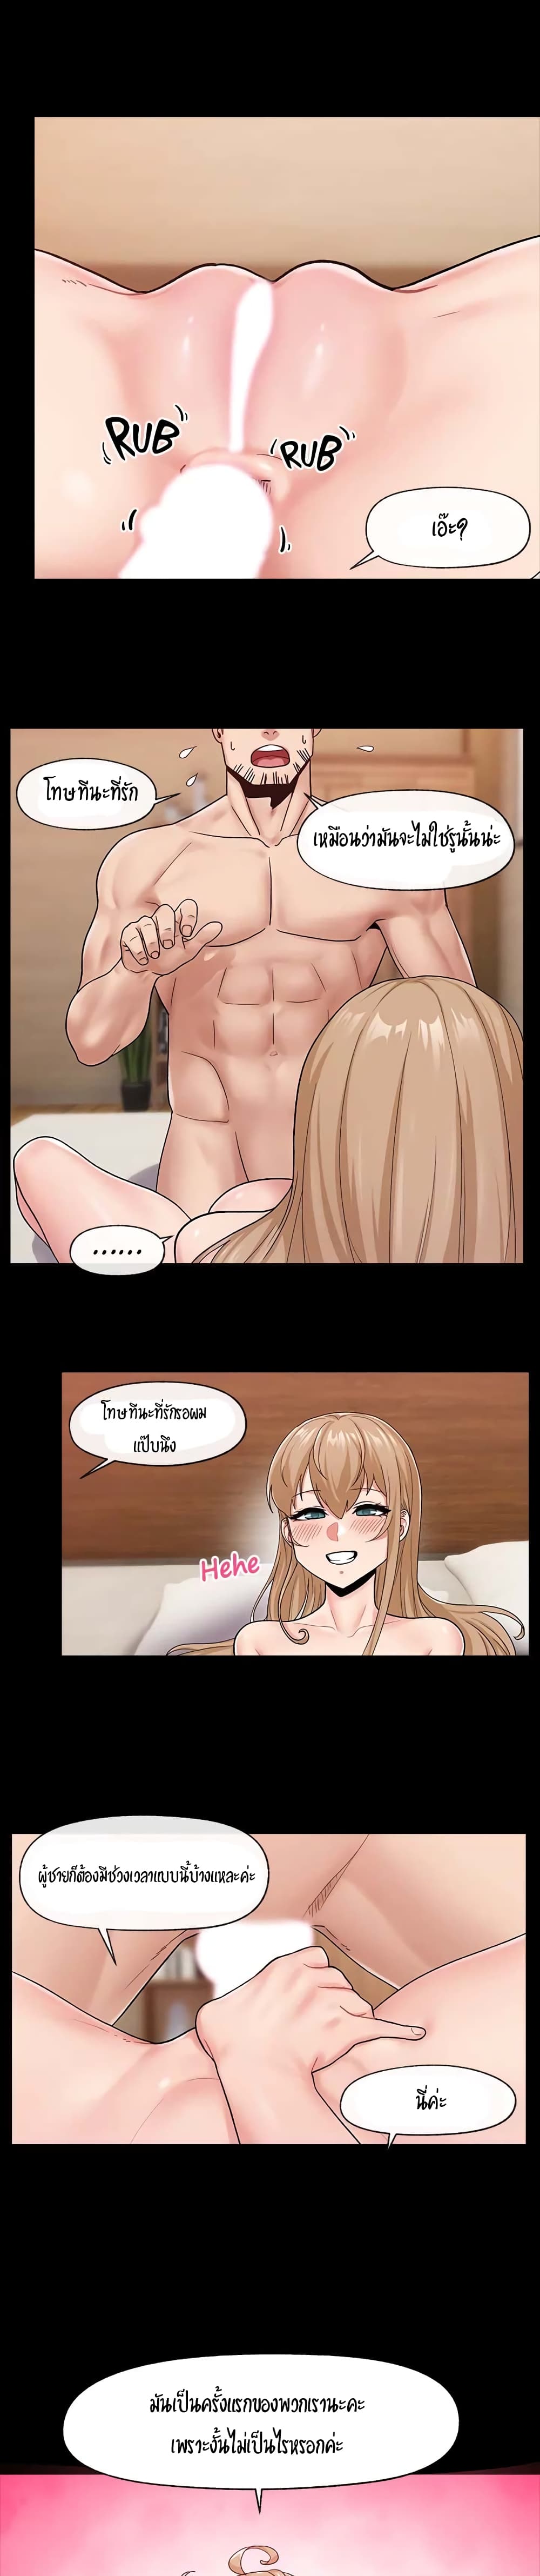 RUB
RUB
เอ๊ะ?
โทษทีนะที่รัก
เหมือนว่ามันจะไม่ใช่รูนั้นน่ะ
......
โทษทีนะที่รักรอผม
แป๊บนึง
Hehe
ผู้ชายก็ต้องมีช่วงเวลาแบบนี้บ้างแหละค่ะ
นี่ค่ะ
มันเป็นครั้งแรกของพวกเรานะคะ
เพราะงั้นไม่เป็นไรหรอกค่ะ